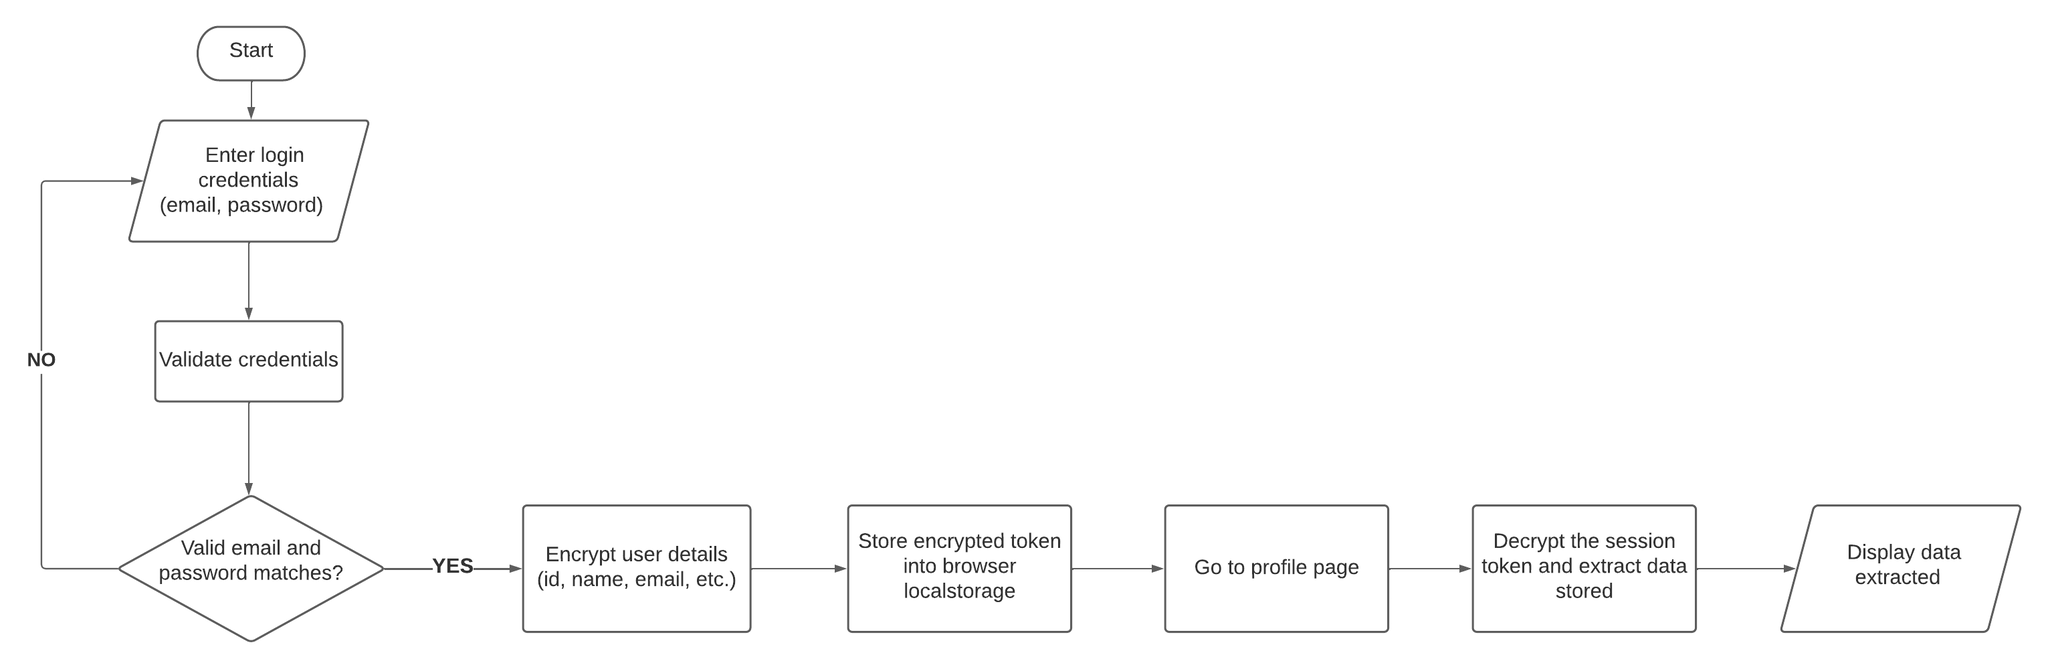 Start
Enter login
credentials
(email, password)
NO
Validate credentials
Valid email and
password matches?
YES
Encrypt user details
(id, name, email, etc.)
Store encrypted token
into browser
localstorage
Go to profile page
Decrypt the session
token and extract data
stored
Display data
extracted